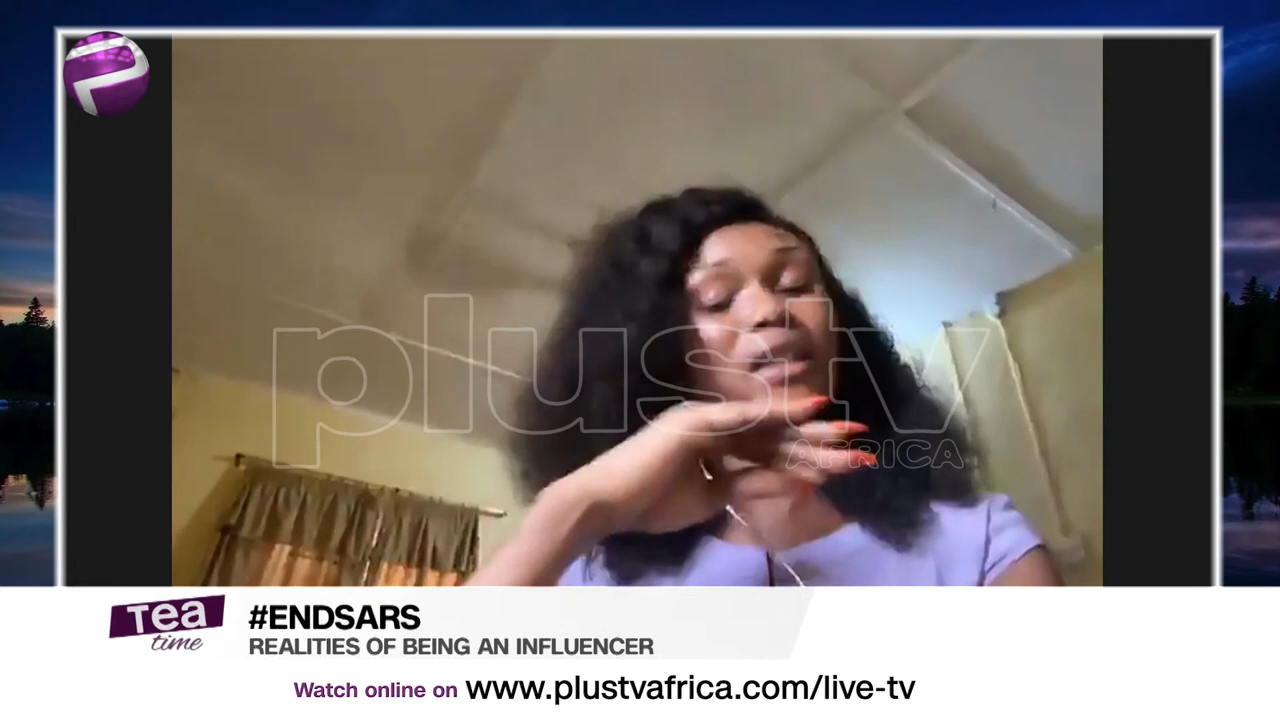 plustv
AFRICA
Tea
time
#ENDSARS
REALITIES OF BEING AN INFLUENCER
Watch online on www.plustvafrica.com/live-tv